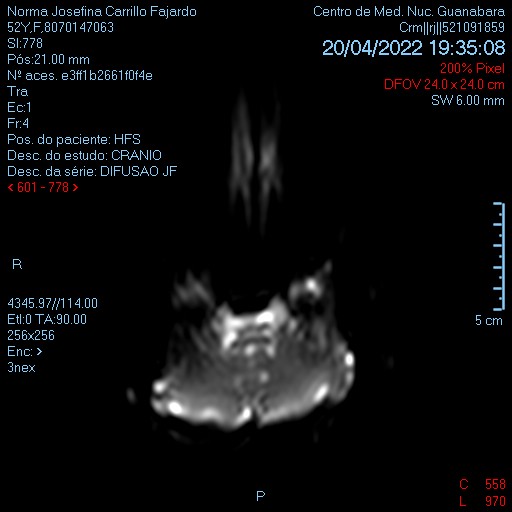 Norma Josefina Carrillo Fajardo
52Y,F,8070147063
SI:778
Pós:21.00 mm
Nº aces. e3ff1b2661f0f4e
Tra
Ec:1
Fr:4
Pos. do paciente: HFS
Desc. do estudo: CRANIO
Desc. da série: DIFUSAO JF
< 601 - 778 >
Centro de Med. Nuc. Guanabara
Crm||rj||521091859
20/04/2022 19:35:08
200% Pixel
DFOV 24.0 x 24.0 cm
SW 6.00 mm
R
5 cm
4345.97//114.00
Etl:0 TA:90.00
256x256
Enc: >
3nex
P
C 558
L 970